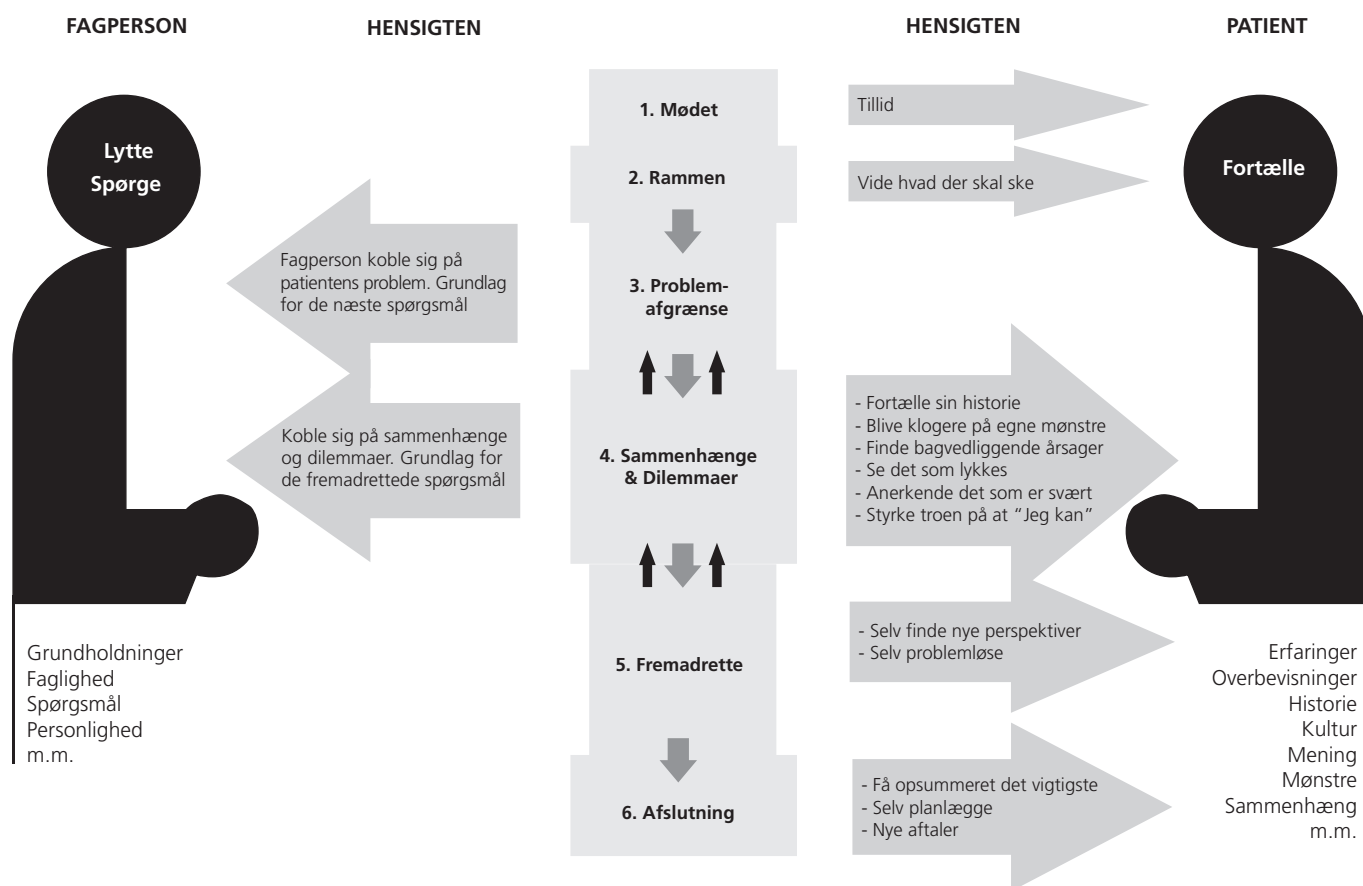 FAGPERSON
HENSIGTEN
HENSIGTEN
PATIENT
Lytte
Spørge
Fagperson koble sig på
patientens problem. Grundlag
for de næste spørgsmål
Koble sig på sammenhænge
og dilemmaer. Grundlag for
de fremadrettede spørgsmål
Grundholdninger
Faglighed
Spørgsmål
Personlighed
m.m.
1. Mødet
2. Rammen
3. Problem-
afgrænse
4. Sammenhænge
& Dilemmaer
5. Fremadrette
6. Afslutning
Tillid
Vide hvad der skal ske
- Fortælle sin historie
- Blive klogere på egne mønstre
- Finde bagvedliggende årsager
- Se det som lykkes
- Anerkende det som er svært
- Styrke troen på at “Jeg kan”
- Selv finde nye perspektiver
- Selv problemløse
- Få opsummeret det vigtigste
- Selv planlægge
- Nye aftaler
Fortælle
Erfaringer
Overbevisninger
Historie
Kultur
Mening
Mønstre
Sammenhæng
m.m.